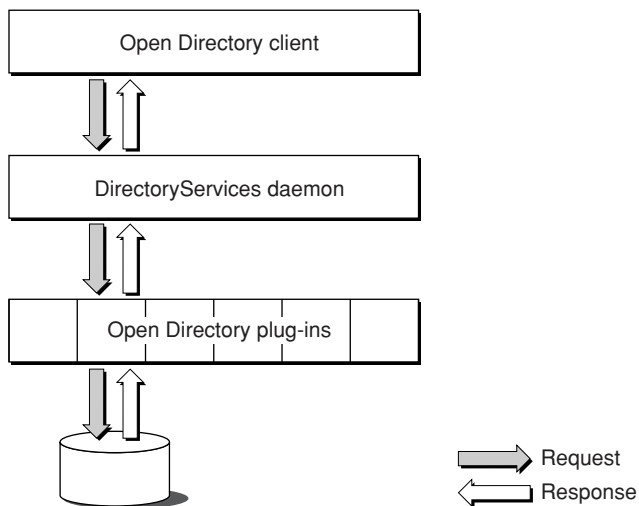 Open Directory client
DirectoryServices daemon
Open Directory plug-ins
Request
Response